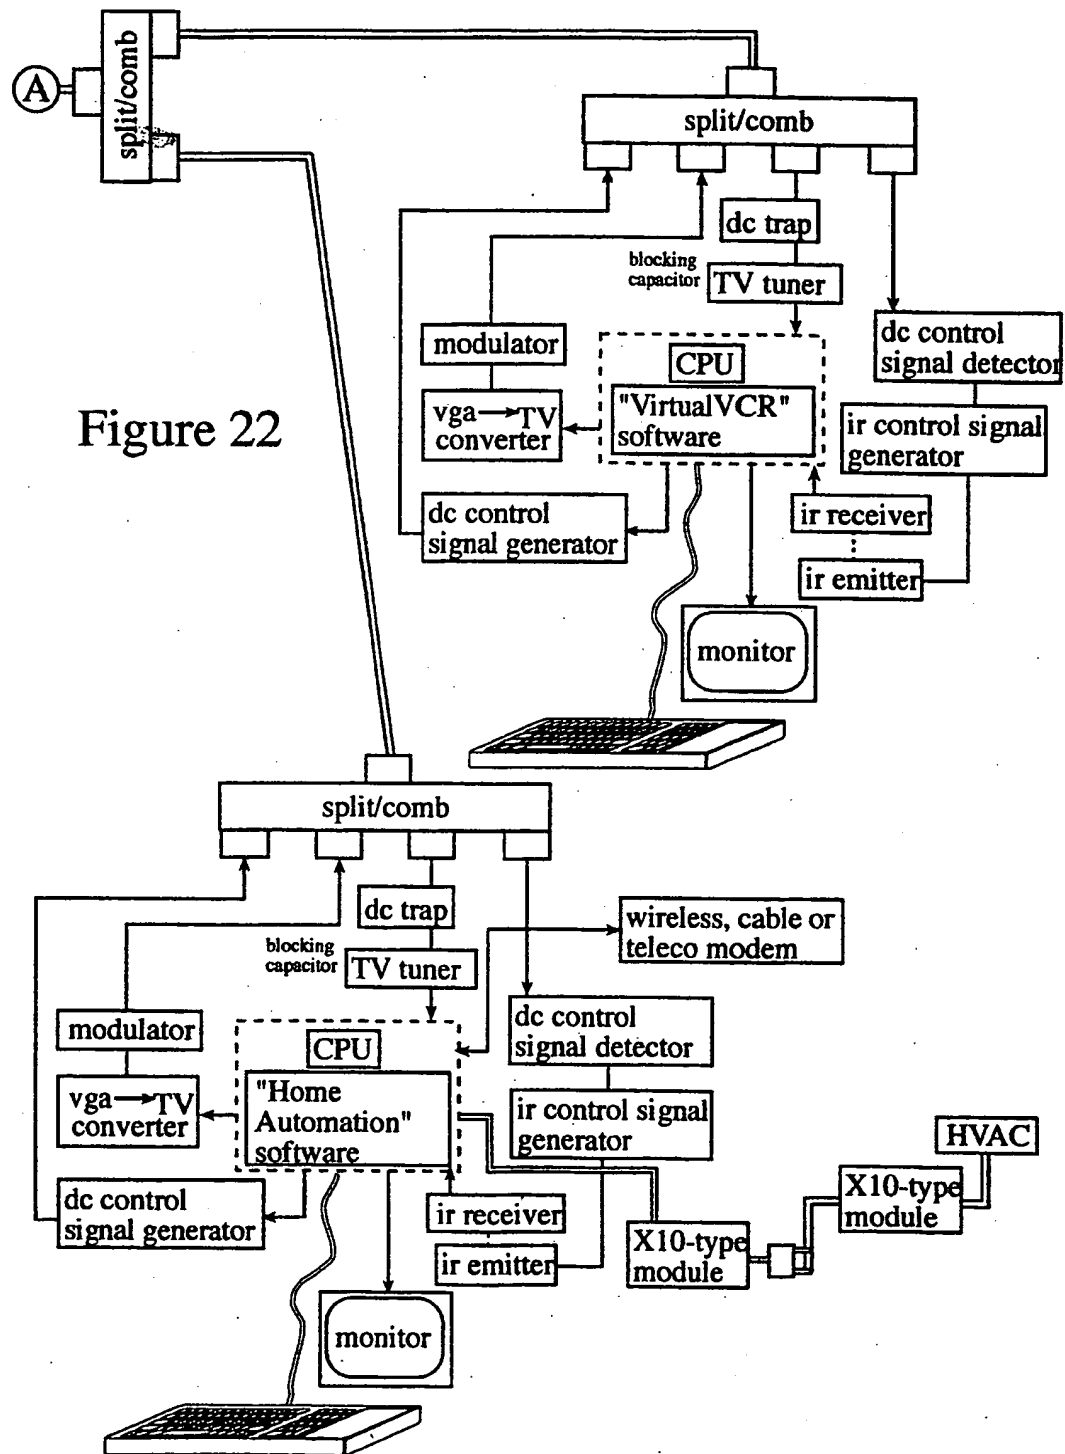 A
split/comb
split/comb
dc trap
blocking
capacitor
TV tuner
modulator
CPU
dc control
signal detector
vga → TV
converter
"VirtualVCR"
software
ir control signal
generator
Figure 22
dc control
signal generator
ir receiver
ir emitter
monitor
split/comb
dc trap
wireless, cable or
teleco modem
blocking
capacitor
TV tuner
modulator
CPU
dc control
signal detector
vga → TV
converter
"Home
Automation"
software
ir control signal
generator
HVAC
X10-type
module
dc control
signal generator
ir receiver
X10-type
module
ir emitter
monitor